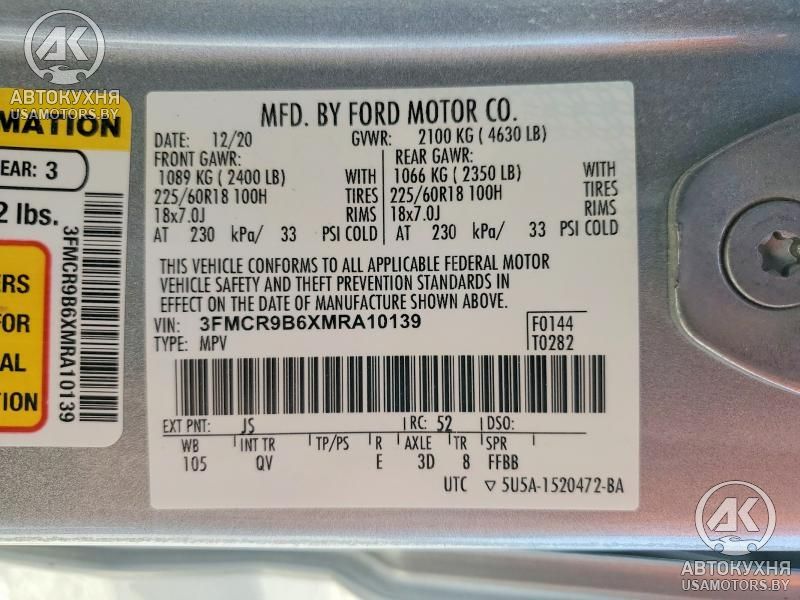 AK
АВТОКУХНЯ
USAMOTORS.BY
MATION
EAR: 3
2 lbs.
ERS
FOR
AL
TION
3FMCR9B6XMRA10139
MFD. BY FORD MOTOR CO.
DATE: 12/20 GVWR: 2100 KG ( 4630 LB)
FRONT GAWR: REAR GAWR:
1089 KG ( 2400 LB) WITH 1066 KG ( 2350 LB) WITH
225/60R18 100H TIRES 225/60R18 100H TIRES
18x7.0J RIMS 18x7.0J RIMS
AT 230 kPa/ 33 PSI COLD AT 230 kPa/ 33 PSI COLD
THIS VEHICLE CONFORMS TO ALL APPLICABLE FEDERAL MOTOR
VEHICLE SAFETY AND THEFT PREVENTION STANDARDS IN
EFFECT ON THE DATE OF MANUFACTURE SHOWN ABOVE.
VIN: 3FMCR9B6XMRA10139 F0144
TYPE: MPV T0282
EXT PNT: JS RC: 52 DSO:
WB INT TR TP/PS R AXLE TR SPR
105 QV E 3D 8 FFBB
UTC ▽ 5U5A-1520472-BA
AK
АВТОКУХНЯ
USAMOTORS.BY